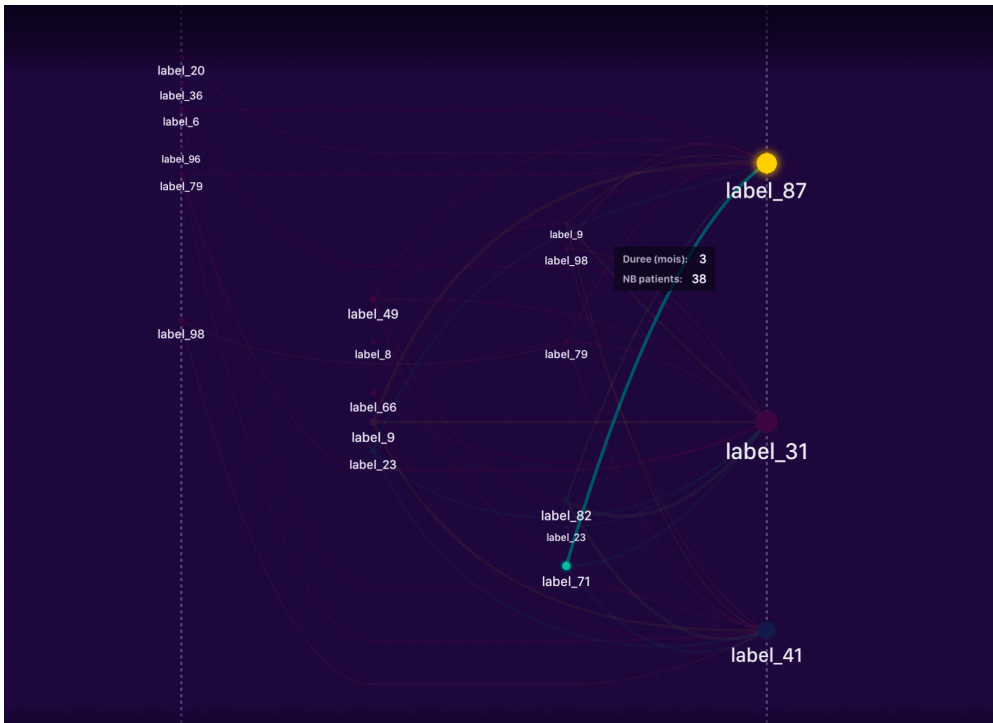 label_20
label_36
label_6
label_96
label_79
label_98
label_49
label_8
label_66
label_9
label_23
label_9
label_98
label_79
label_82
label_23
label_71
Duree (mois): 3
NB patients: 38
label_87
label_31
label_41